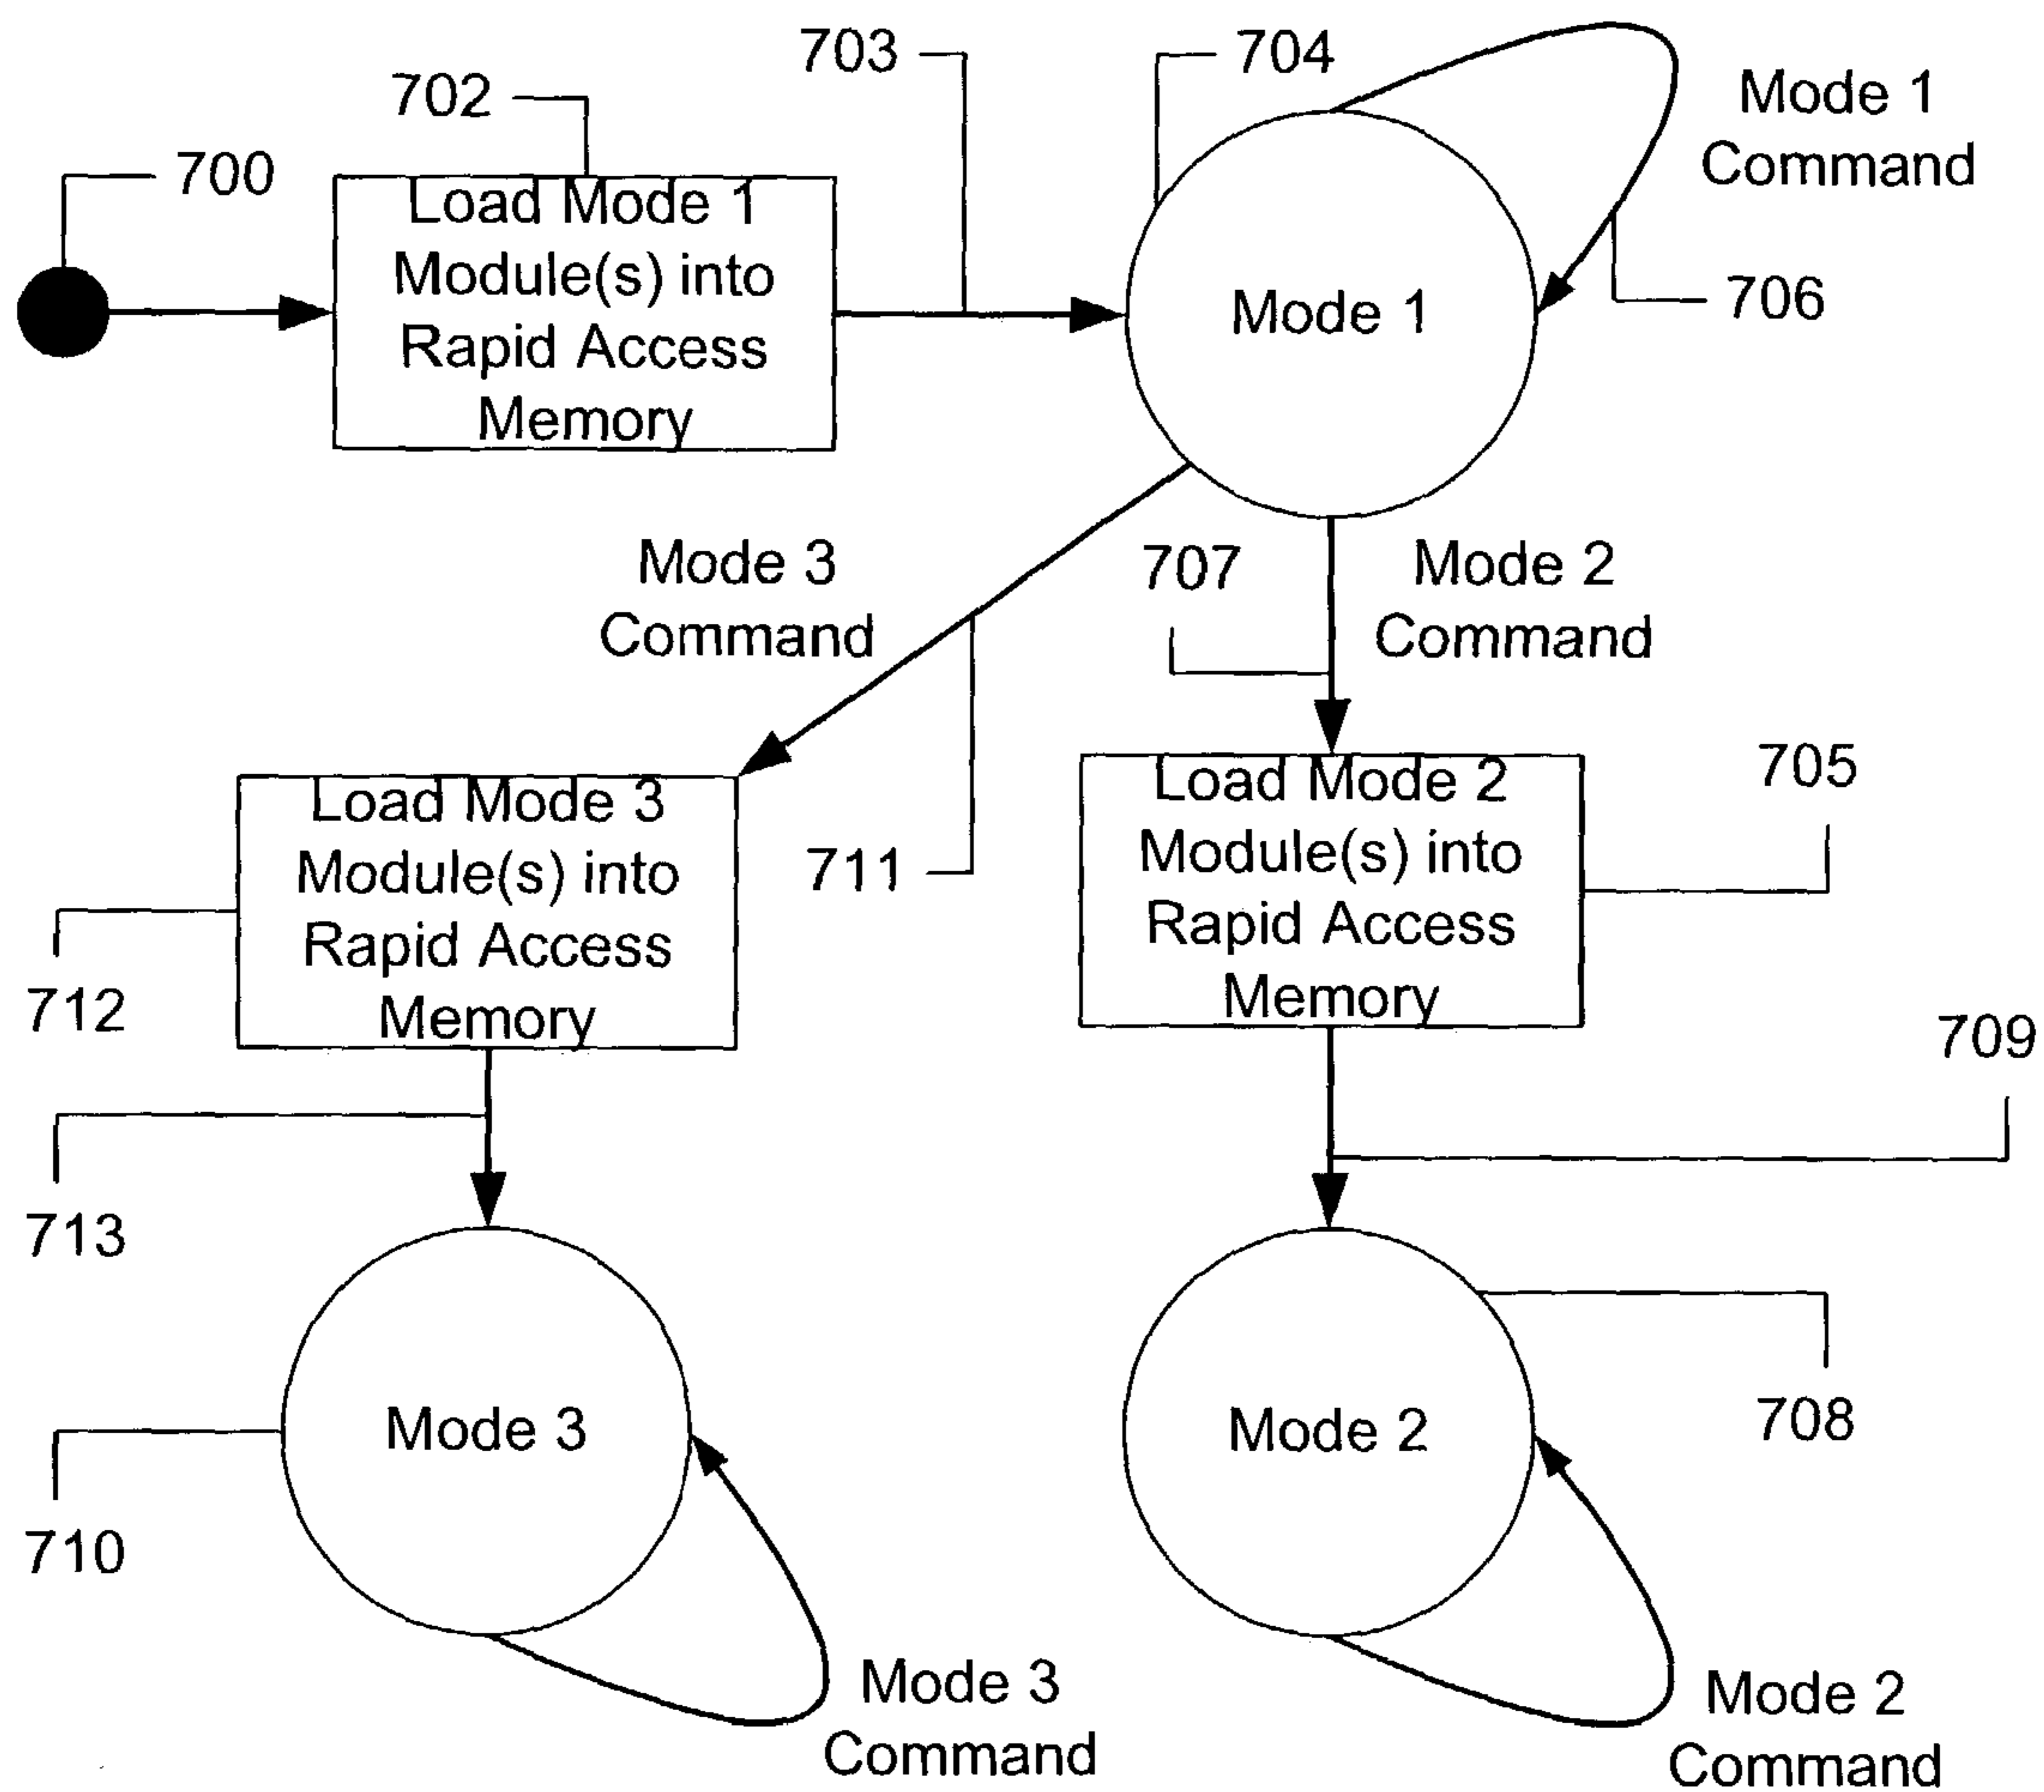 703
704
702
Mode 1
Command
700
Load Mode 1
Module(s) into
Rapid Access
Memory
Mode 1
706
Mode 3
Command
707
Mode 2
Command
Load Mode 3
Module(s) into
Rapid Access
Memory
711
Load Mode 2
Module(s) into
Rapid Access
Memory
705
712
709
713
Mode 3
Mode 2
708
710
Mode 3
Command
Mode 2
Command